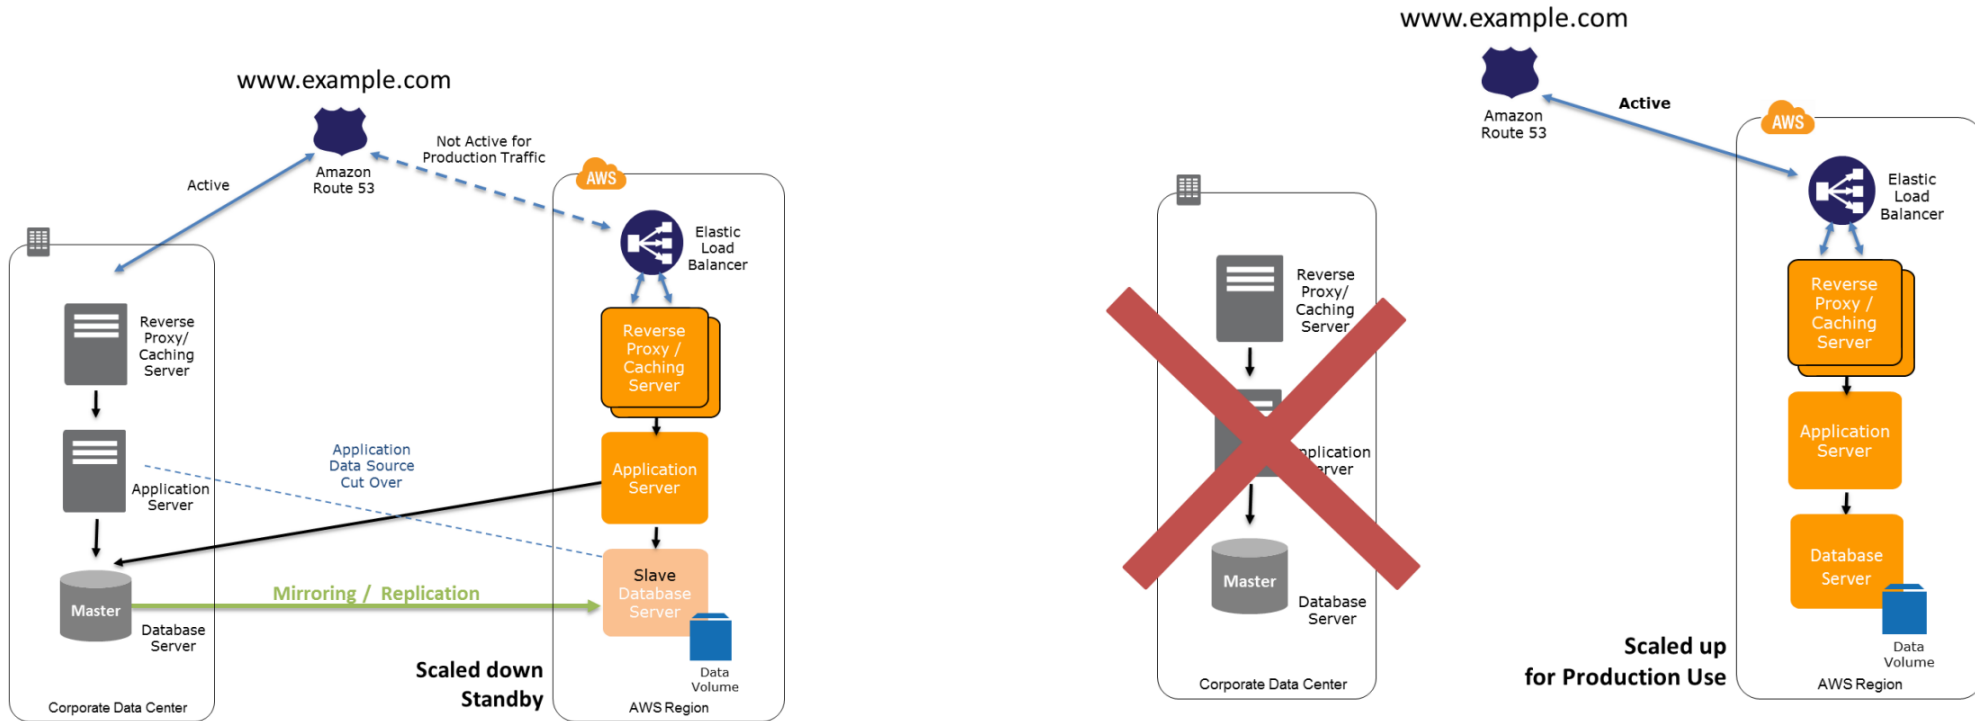 www.example.com
Amazon
Route 53
Active
Not Active for
Production Traffic
AWS
Elastic
Load
Balancer
Reverse
Proxy/
Caching
Server
Reverse
Proxy /
Caching
Server
Application
Data Source
Cut Over
Application
Server
Application Server
Slave
Database
Server
Mirroring / Replication
Master
Database
Server
Scaled down
Standby
Data
Volume
Corporate Data Center
AWS Region
www.example.com
Amazon
Route 53
Active
AWS
Elastic
Load
Balancer
Reverse
Proxy/
Caching
Server
Reverse
Proxy /
Caching
Server
pplication
erver
Application
Server
Master
Database
Server
Database
Server
Scaled up
for Production Use
Data
Volume
Corporate Data Center
AWS Region